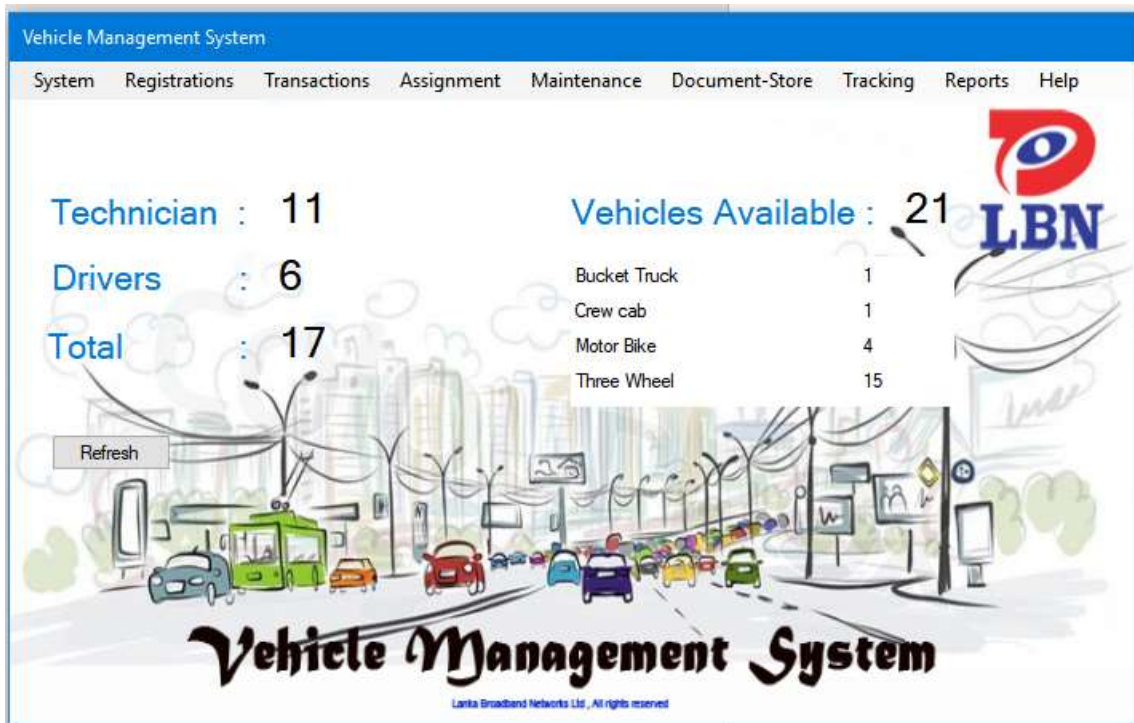 Vehicle Management System
System Registrations Transactions Assignment Maintenance Document-Store Tracking Reports Help
LBN
Technician : 11
Drivers : 6
Total : 17
Vehicles Available : 21
Bucket Truck 1
Crew cab 1
Motor Bike 4
Three Wheel 15
Refresh
Vehicle Management System
Lanka Broadband Networks Ltd , All rights reserved